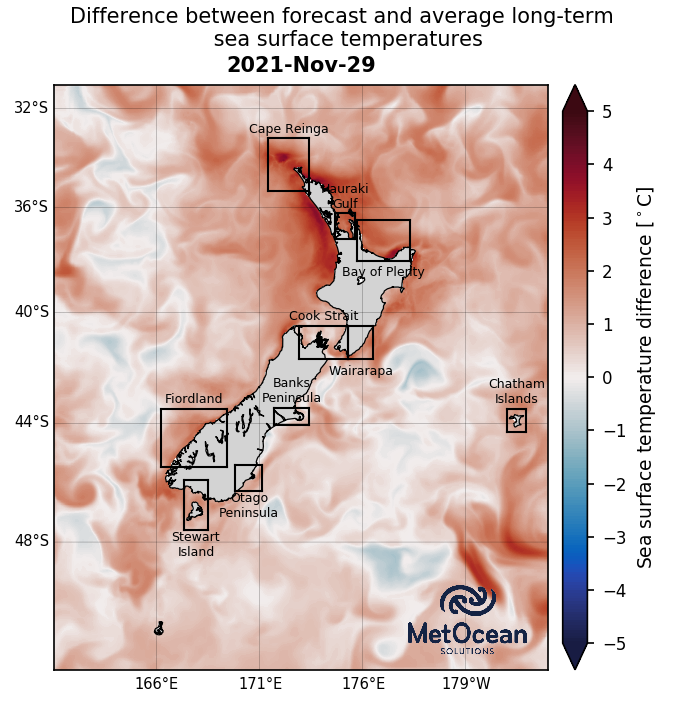 Difference between forecast and average long-term
sea surface temperatures
2021-Nov-29
32°S
36°S
40°S
44°S
48°S
Cape Reinga
Hauraki
Gulf
Bay of Plenty
Cook Strait
Wairarapa
Banks
Peninsula
Fiordland
Chatham
Islands
Otago
Peninsula
Stewart
Island
MetOcean
SOLUTIONS
166°E
171°E
176°E
179°W
5
4
3
2
1
0
−1
−2
−3
−4
−5
Sea surface temperature difference [°C]